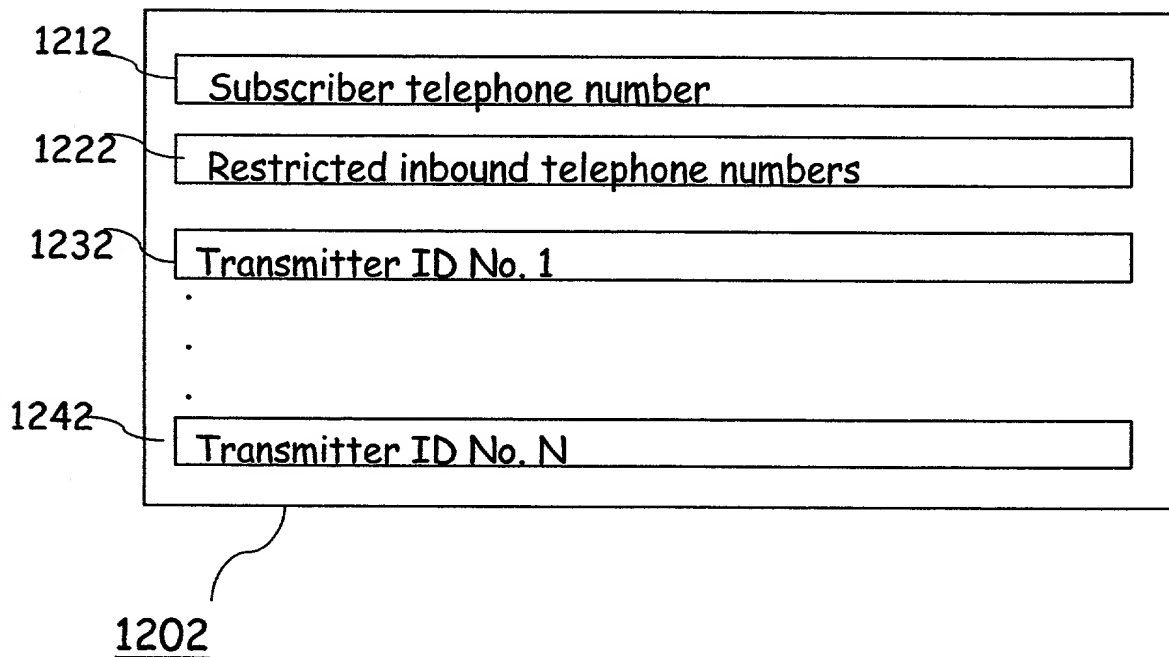 1212
Subscriber telephone number
1222
Restricted inbound telephone numbers
1232
Transmitter ID No. 1
.
.
.
1242
Transmitter ID No. N
1202